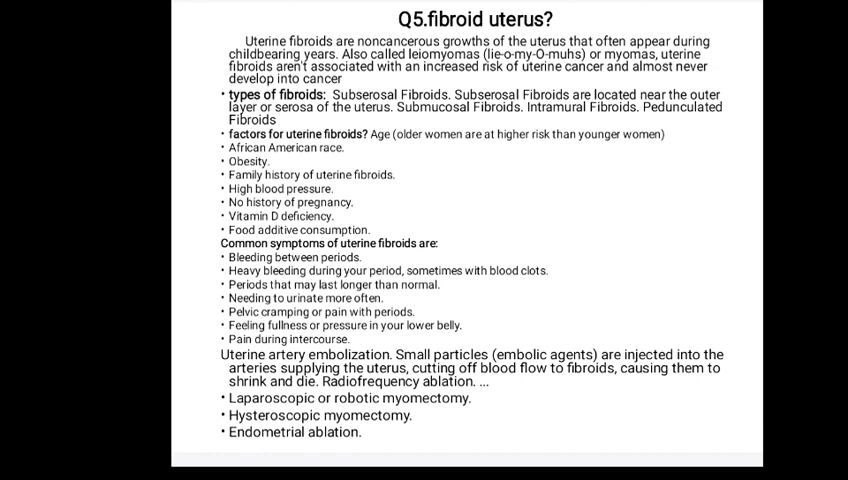 Q5.fibroid uterus?
Uterine fibroids are noncancerous growths of the uterus that often appear during
childbearing years. Also called leiomyomas (lie-o-my-O-muhs) or myomas, uterine
fibroids aren't associated with an increased risk of uterine cancer and almost never
develop into cancer
• types of fibroids: Subserosal Fibroids. Subserosal Fibroids are located near the outer
layer or serosa of the uterus. Submucosal Fibroids. Intramural Fibroids. Pedunculated
Fibroids
• factors for uterine fibroids? Age (older women are at higher risk than younger women)
• African American race.
• Obesity.
• Family history of uterine fibroids.
• High blood pressure.
• No history of pregnancy.
• Vitamin D deficiency.
• Food additive consumption.
Common symptoms of uterine fibroids are:
• Bleeding between periods.
• Heavy bleeding during your period, sometimes with blood clots.
• Periods that may last longer than normal.
• Needing to urinate more often.
• Pelvic cramping or pain with periods.
• Feeling fullness or pressure in your lower belly.
• Pain during intercourse.
Uterine artery embolization. Small particles (embolic agents) are injected into the
arteries supplying the uterus, cutting off blood flow to fibroids, causing them to
shrink and die. Radiofrequency ablation. ...
• Laparoscopic or robotic myomectomy.
• Hysteroscopic myomectomy.
• Endometrial ablation.